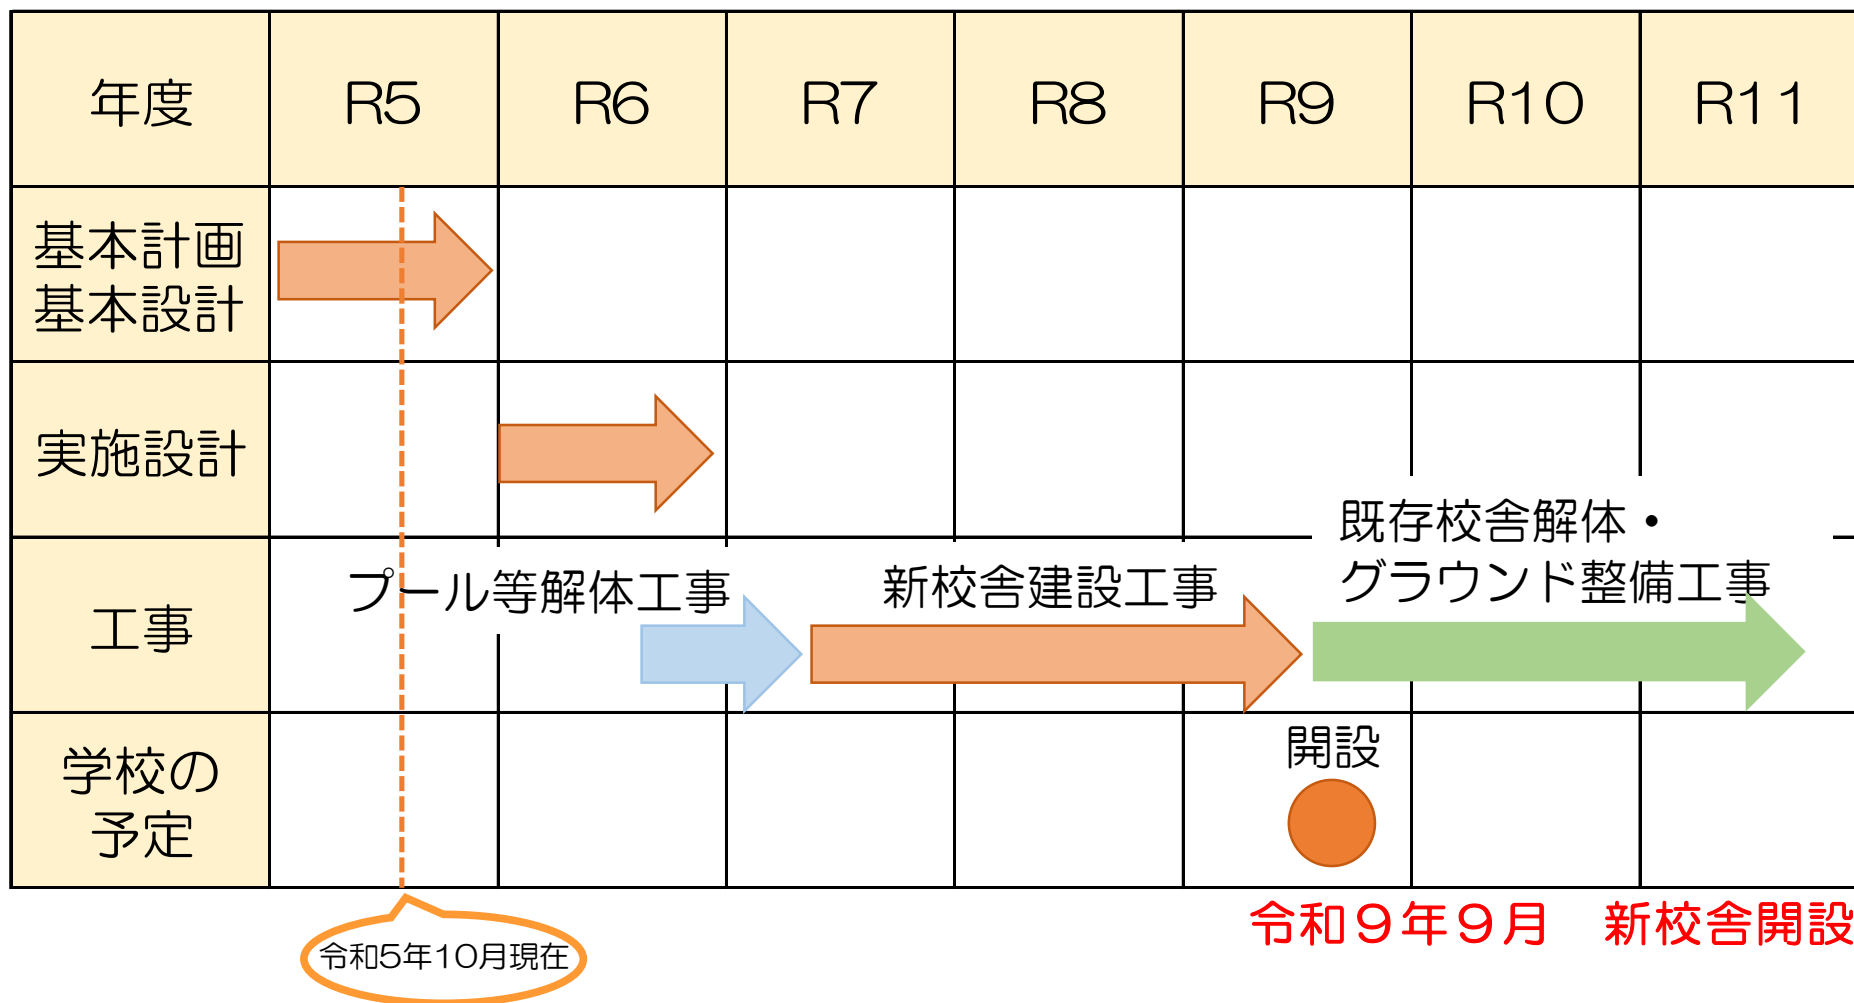 年度 R5 R6 R7 R8 R9 R10 R11
基本計画
基本設計
実施設計
既存校舎解体・
グラウンド整備工事
プール等解体工事
新校舎建設工事
工事
開設
学校の
予定
令和９年９月　新校舎開設
令和5年10月現在